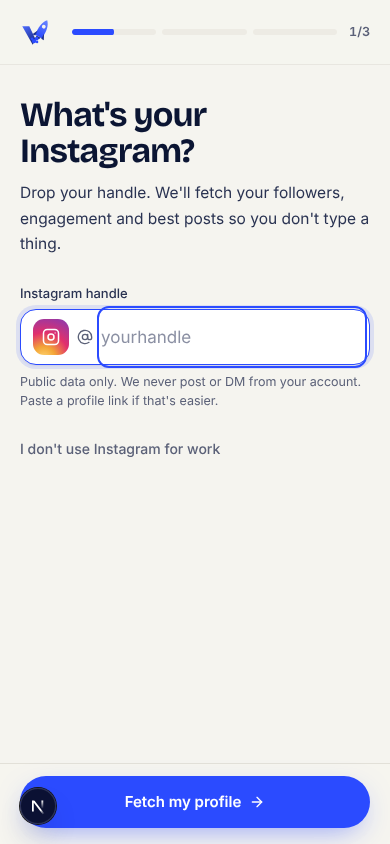 1/3
What's your
Instagram?
Drop your handle. We'll fetch your followers,
engagement and best posts so you don't type a
thing.
Instagram handle
@ yourhandle
Public data only. We never post or DM from your account.
Paste a profile link if that's easier.
I don't use Instagram for work
Fetch my profile →
N